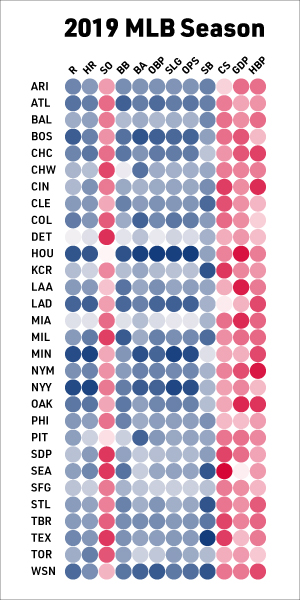 2019 MLB Season
R HR SO BB BA OBP SLG OPS SB CS GDP HBP
ARI
ATL
BAL
BOS
CHC
CHW
CIN
CLE
COL
DET
HOU
KCR
LAA
LAD
MIA
MIL
MIN
NYM
NYY
OAK
PHI
PIT
SDP
SEA
SFG
STL
TBR
TEX
TOR
WSN